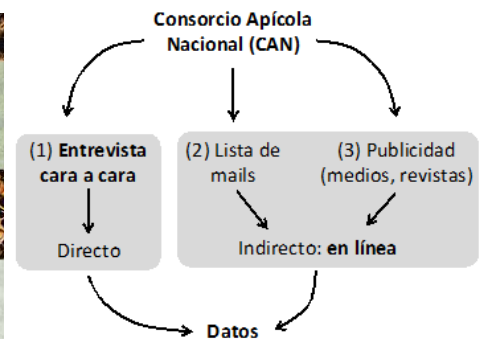 Consorcio Apícola
Nacional (CAN)
(1) Entrevista
cara a cara
Directo
(2) Lista de
mails
(3) Publicidad
(medios, revistas)
Indirecto: en línea
Datos